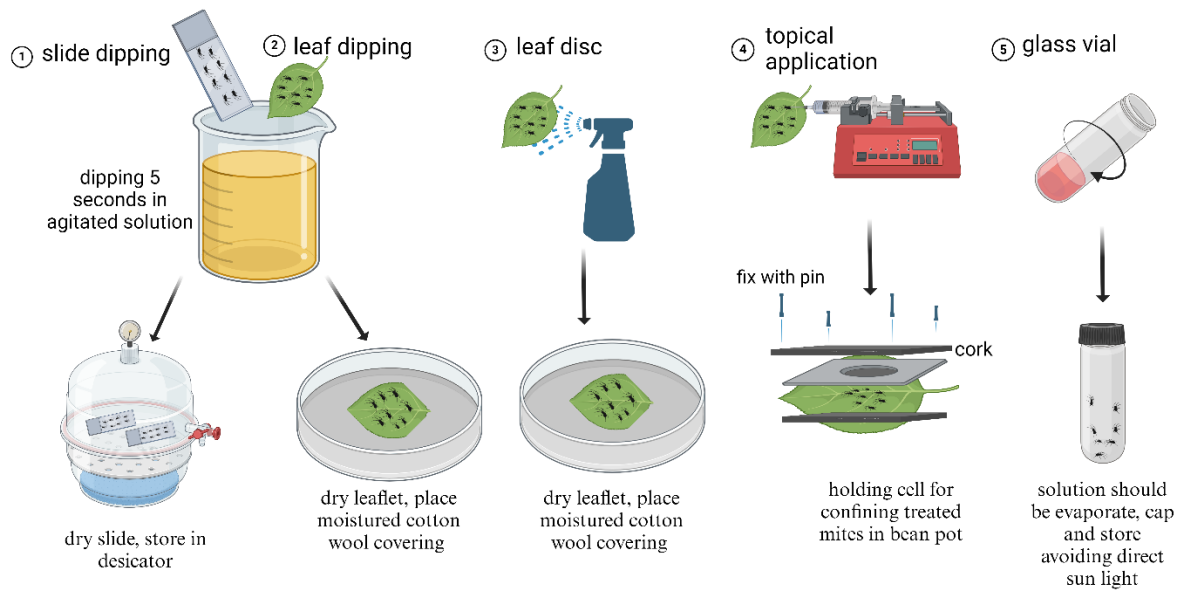 1 slide dipping
2 leaf dipping
3 leaf disc
4 topical
application
5 glass vial
dipping 5
seconds in
agitated solution
fix with pin
cork
dry slide, store in
desicator
dry leaflet, place
moistured cotton
wool covering
dry leaflet, place
moistured cotton
wool covering
holding cell for
confining treated
mites in bean pot
solution should
be evaporate, cap
and store
avoiding direct
sun light